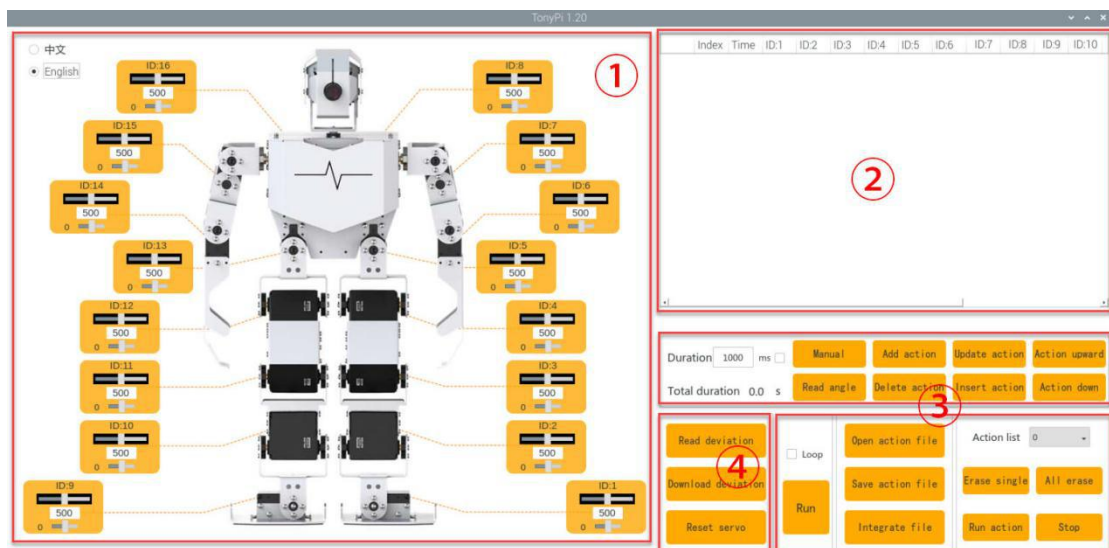 TonyPi 1.20
中文
English
ID:16
500
0
ID:8
500
0
ID:15
500
0
ID:7
500
0
ID:14
500
0
ID:6
500
0
ID:13
500
0
ID:5
500
0
ID:12
500
0
ID:4
500
0
ID:11
500
0
ID:3
500
0
ID:10
500
0
ID:2
500
0
ID:9
500
0
ID:1
500
0
①
Index Time ID:1 ID:2 ID:3 ID:4 ID:5 ID:6 ID:7 ID:8 ID:9 ID:10
②
Duration 1000 ms Manual Add action Update action Action upward
Total duration 0.0 s Read angle Delete action Insert action Action down
③
Read deviation
Download deviation
Reset servo
④
Loop
Run
Open action file
Save action file
Integrate file
Action list 0
Erase single All erase
Run action Stop